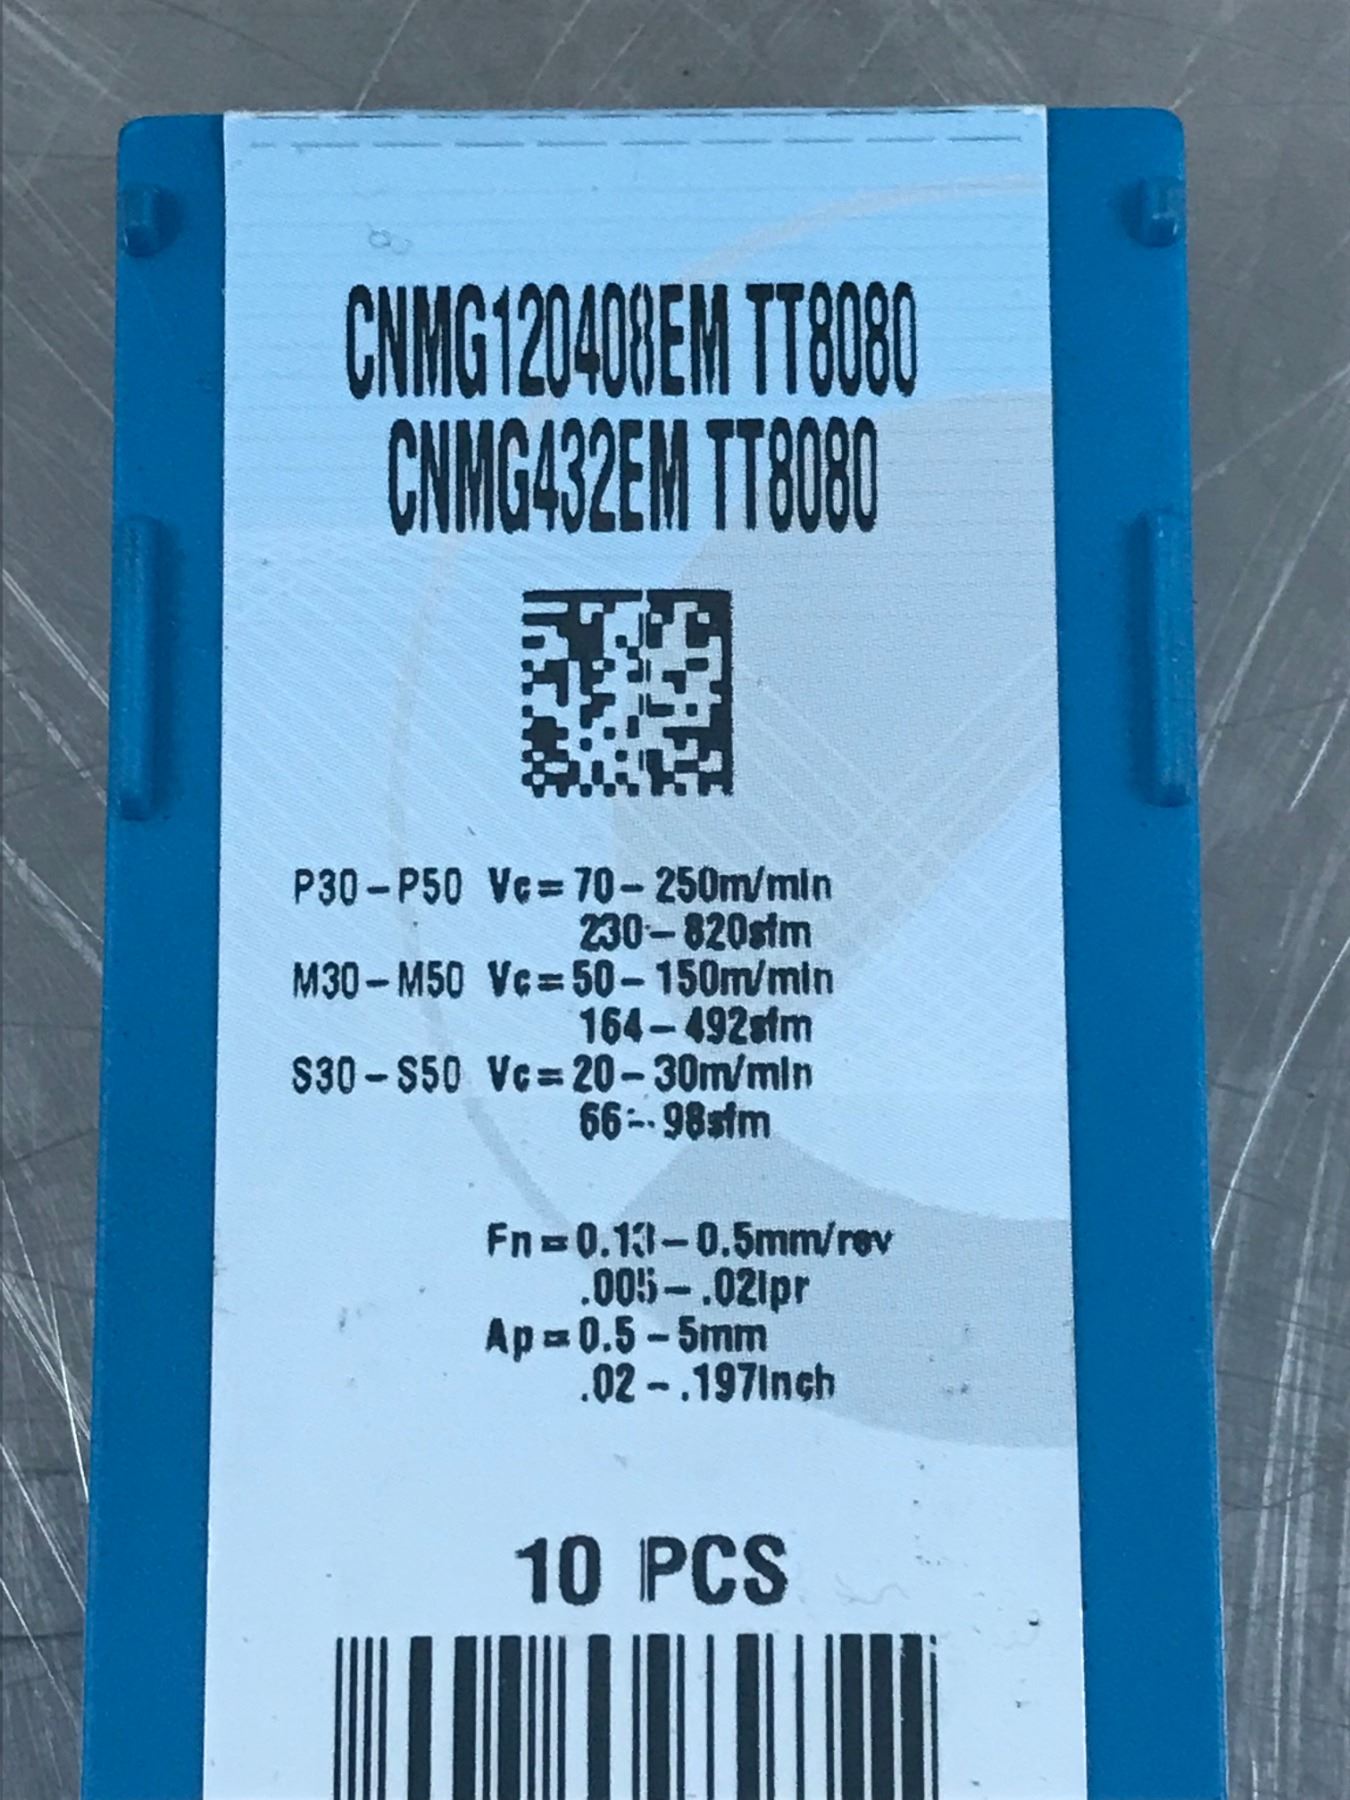 CNMG120408EM TT8080
CNMG432EM TT8080
P30-P50 Vc=70-250m/min
230-820sfm
M30-M50 Vc=50-150m/min
164-492sfm
S30-S50 Vc=20-30m/min
66-98sfm
Fn=0.13-0.5mm/rev
.005-.02ipr
Ap=0.5-5mm
.02-.197inch
10 PCS